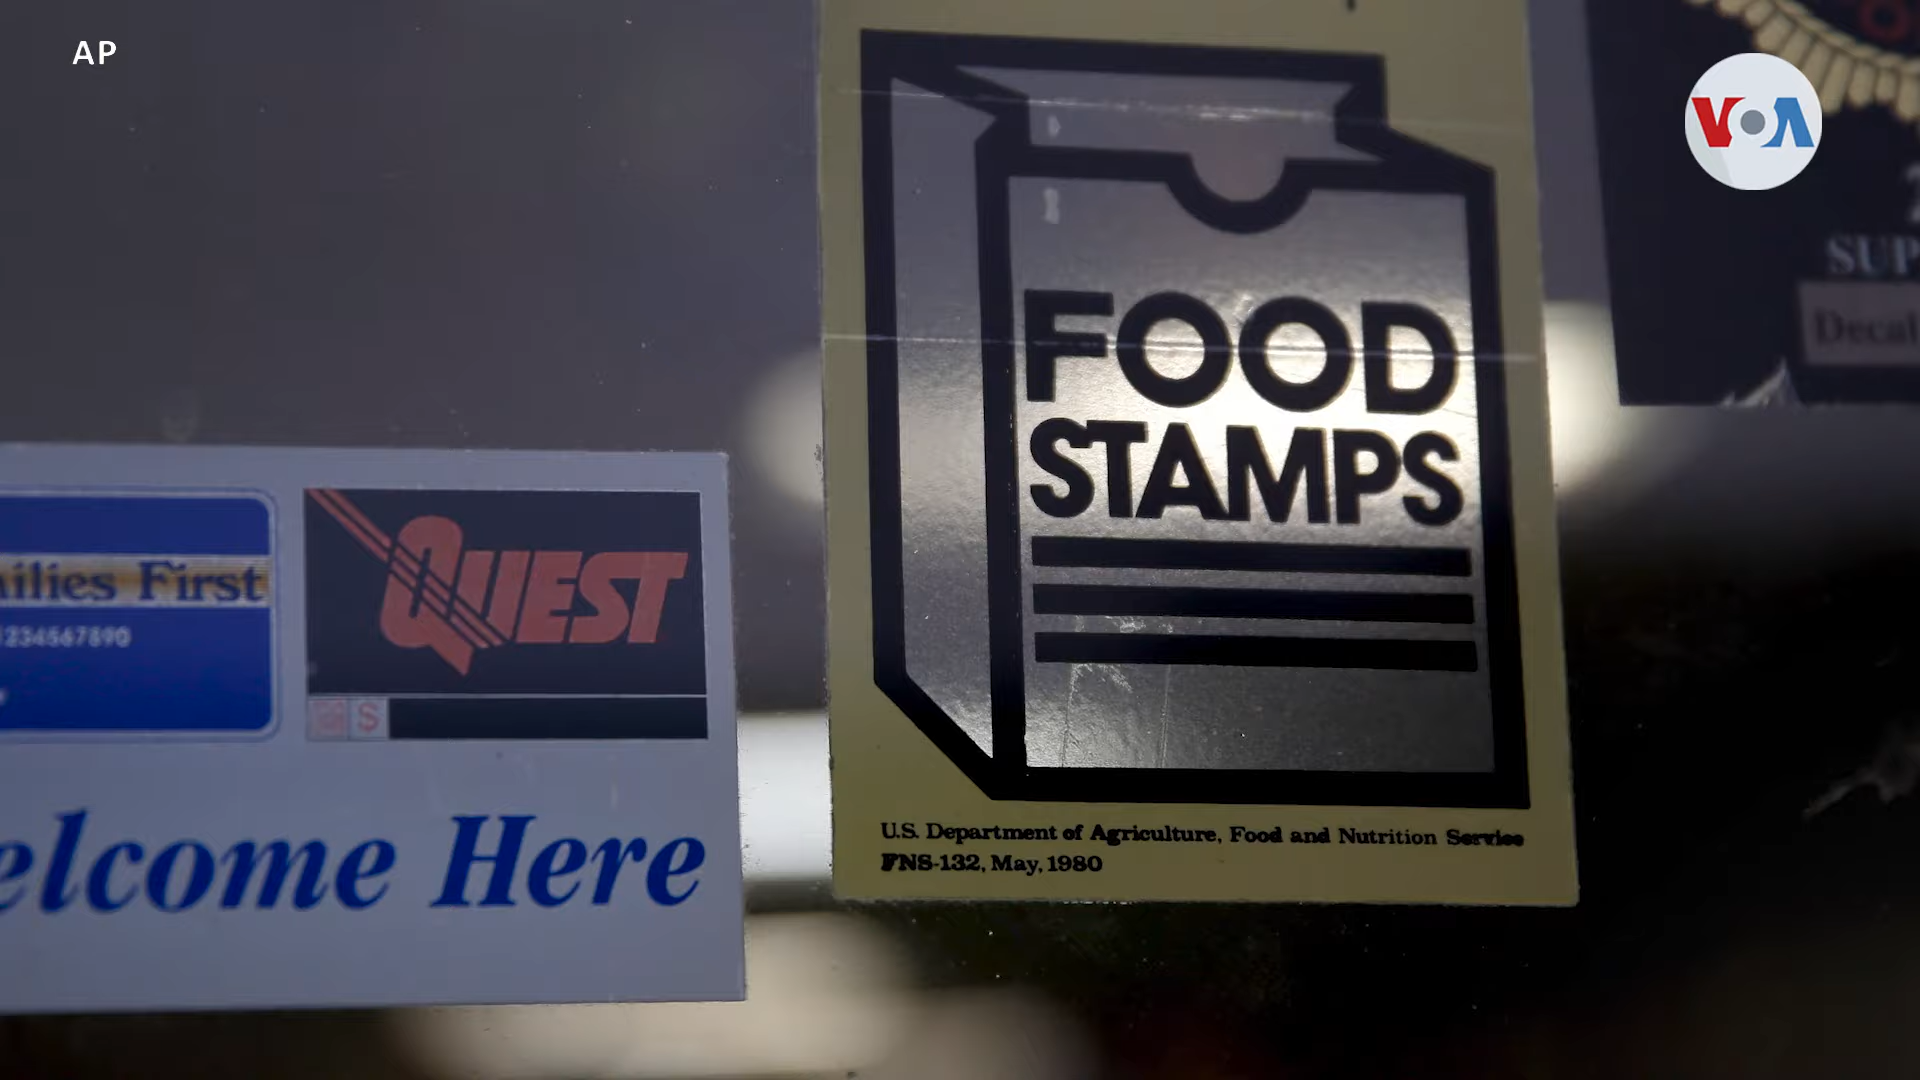 AP
VOA
FOOD
STAMPS
U.S. Department of Agriculture, Food and Nutrition Service
FNS-132, May, 1980
SUP
Decal
ilies First
1234567890
QUEST
$
elcome Here